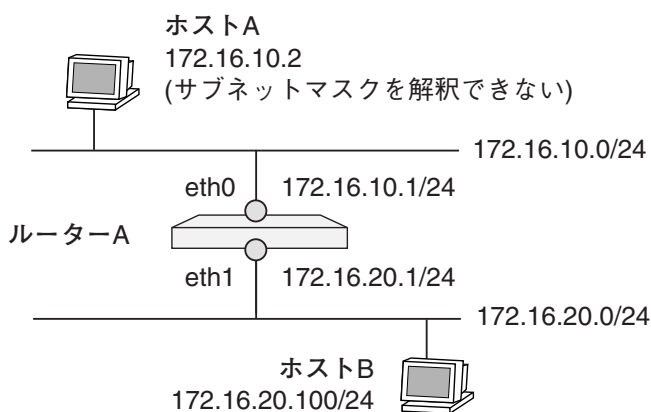 ホストA
172.16.10.2
(サブネットマスクを解釈できない)
172.16.10.0/24
eth0 172.16.10.1/24
ルーターA
eth1 172.16.20.1/24
172.16.20.0/24
ホストB
172.16.20.100/24